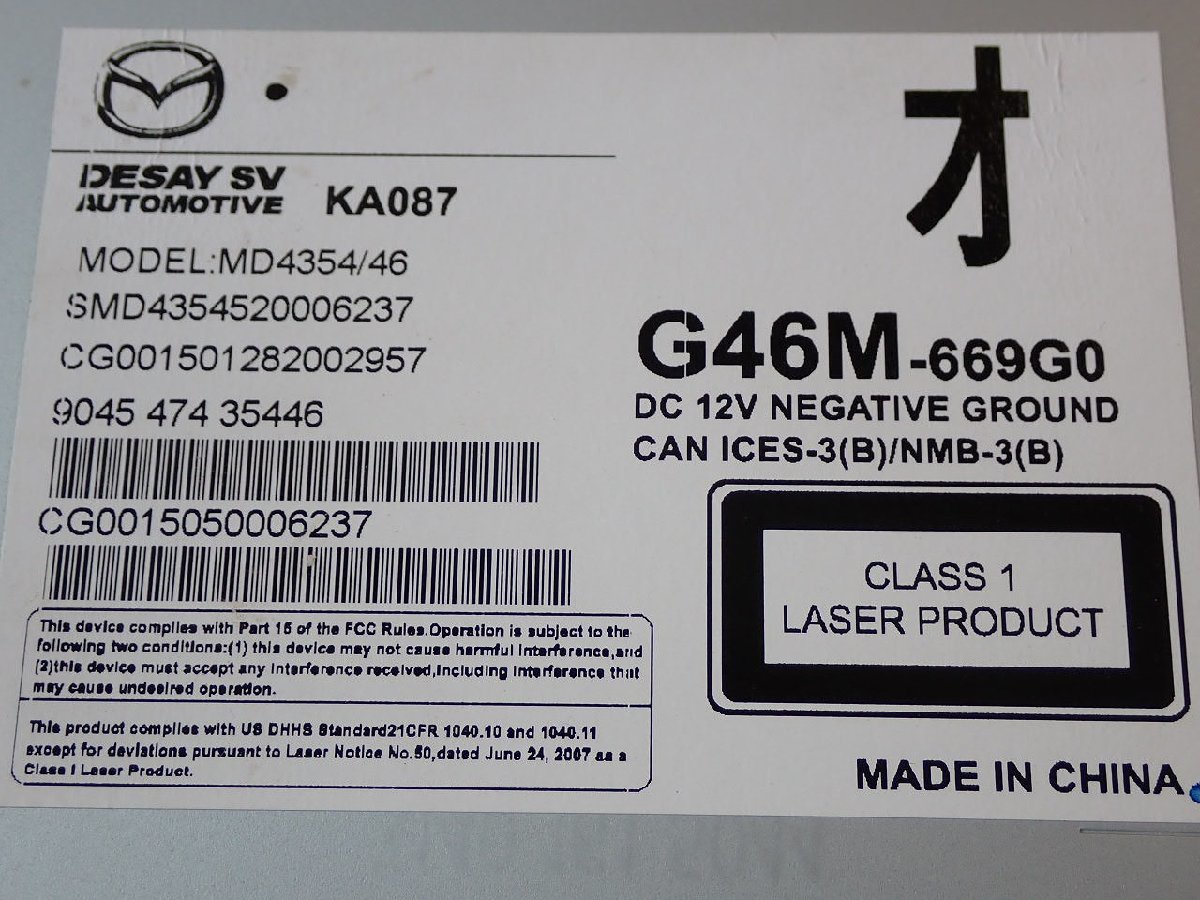 DESAY SV
AUTOMOTIVE
KA087
MODEL:MD4354/46
SMD4354520006237
CG001501282002957
9045 474 35446
CG0015050006237
This device complies with Part 15 of the FCC Rules.Operation is subject to the
following two conditions:(1) this device may not cause harmful interference,and
(2)this device must accept any interference received,including interference that
may cause undesired operation.
This product complies with US DHHS Standard21CFR 1040.10 and 1040.11
except for deviations pursuant to Laser Notice No.50,dated June 24, 2007 as a
Class I Laser Product.
オ
G46M-669G0
DC 12V NEGATIVE GROUND
CAN ICES-3(B)/NMB-3(B)
CLASS 1
LASER PRODUCT
MADE IN CHINA